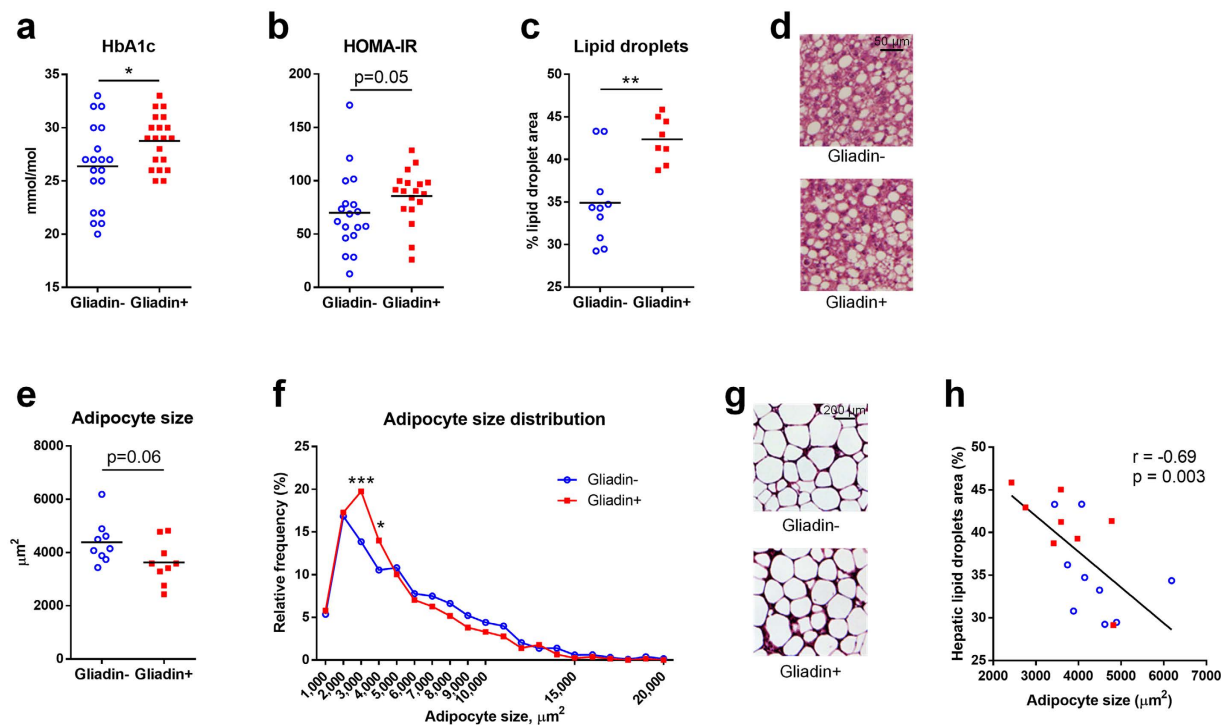 a
HbA1c
*
mmol/mol
35
30
25
20
15
Gliadin- Gliadin+
b
HOMA-IR
p=0.05
200
150
100
50
0
Gliadin- Gliadin+
c
Lipid droplets
**
% lipid droplet area
50
45
40
35
30
25
Gliadin- Gliadin+
d
50 μm
Gliadin-
Gliadin+
e
Adipocyte size
p=0.06
μm²
8000
6000
4000
2000
0
Gliadin- Gliadin+
f
Adipocyte size distribution
Relative frequency (%)
25
20
15
10
5
0
***
*
Gliadin-
Gliadin+
1,000 2,000 3,000 4,000 5,000 6,000 7,000 8,000 9,000 10,000 15,000 20,000
Adipocyte size, μm²
g
200 μm
Gliadin-
Gliadin+
h
r = -0.69
p = 0.003
Hepatic lipid droplets area (%)
50
45
40
35
30
25
2000 3000 4000 5000 6000 7000
Adipocyte size (μm²)